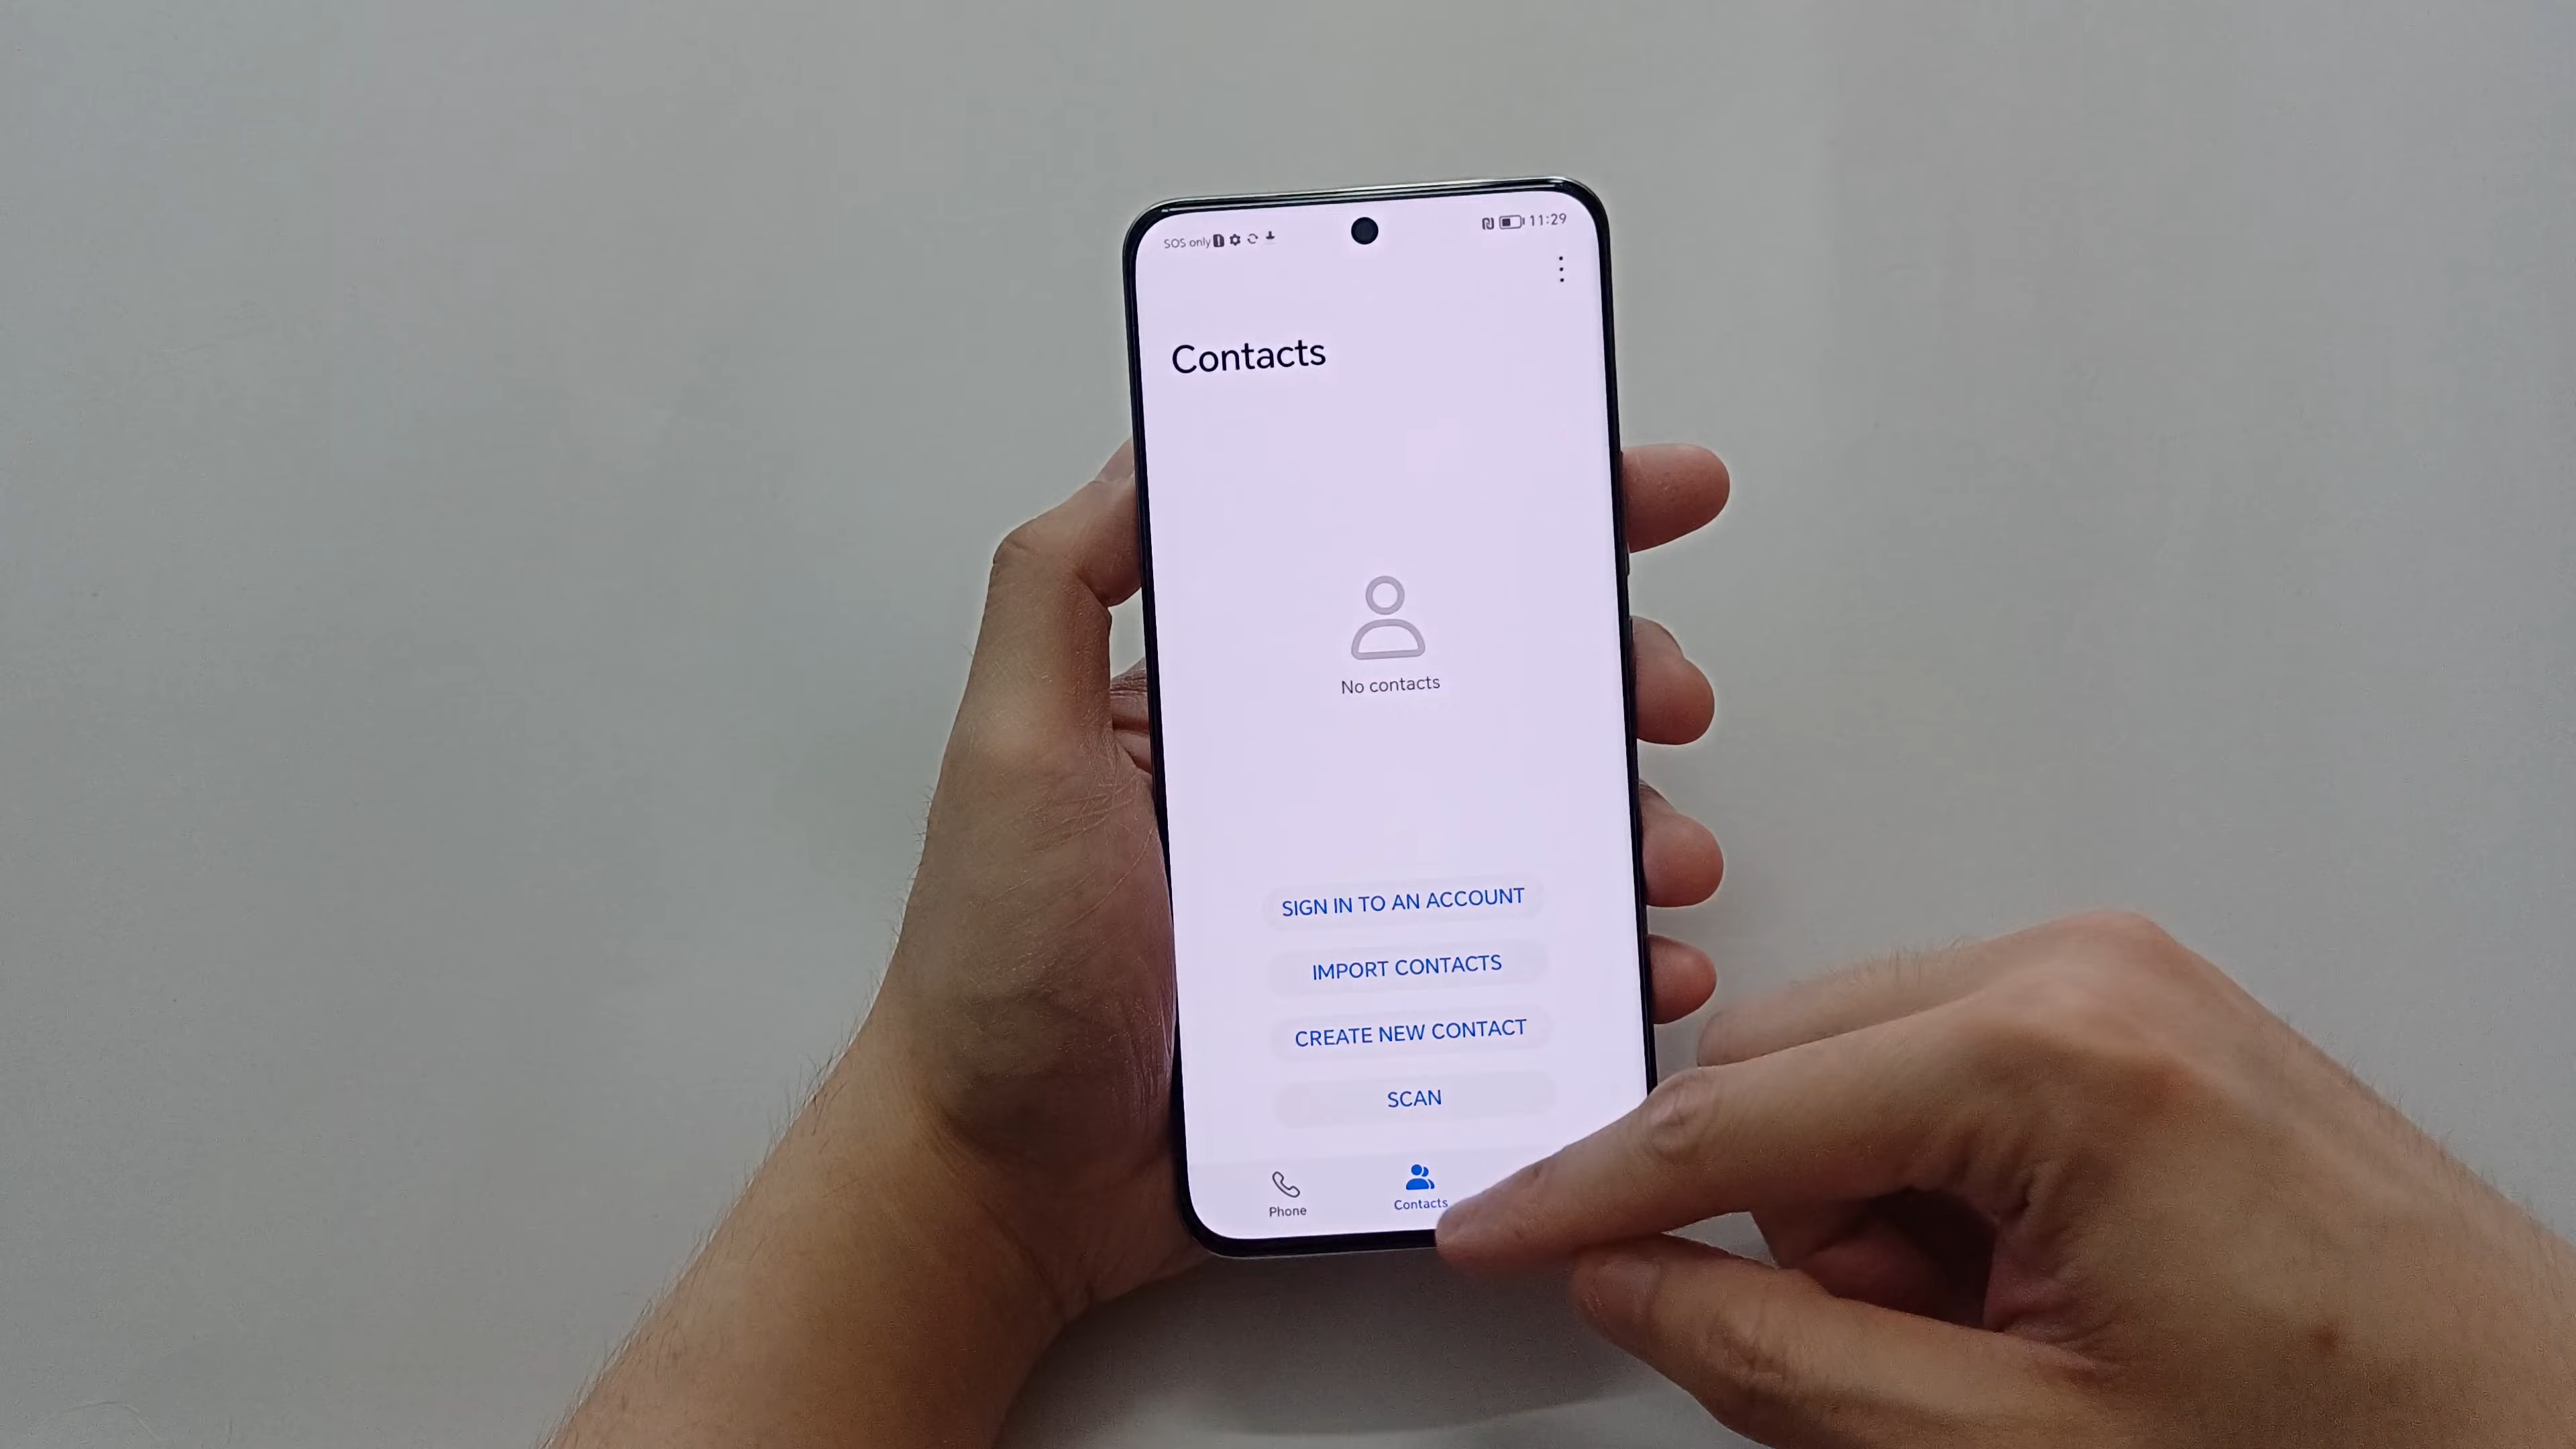 SOS only
11:29
Contacts
No contacts
SIGN IN TO AN ACCOUNT
IMPORT CONTACTS
CREATE NEW CONTACT
SCAN
Phone
Contacts